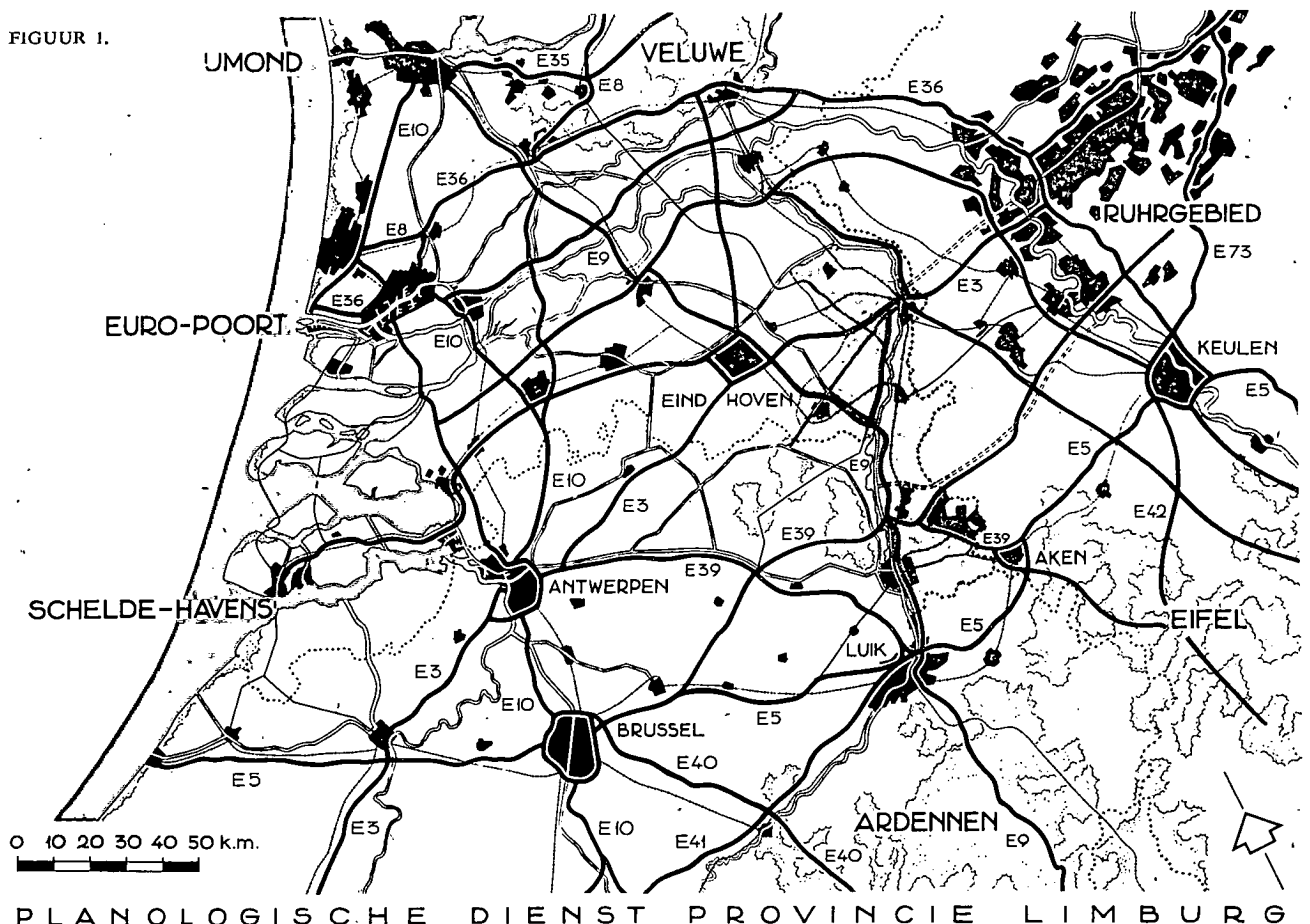 FIGUUR 1.
IJMOND
E35
VELUWE
E8
E36
E10
E36
E8
RUHRGEBIED
E9
E73
E36
E3
EURO-POORT
E10
KEULEN
E5
EIND HOVEN
E5
E9
E10
E3
E42
E39
E39
AKEN
E39
ANTWERPEN
SCHELDE-HAVENS
EIFEL
E5
LUIK
E3
E10
E5
BRUSSEL
E40
E5
ARDENNEN
E3
E10
E41
E9
E40
0 10 20 30 40 50 k.m.
PLANOLOGISCHE DIENST PROVINCIE LIMBURG